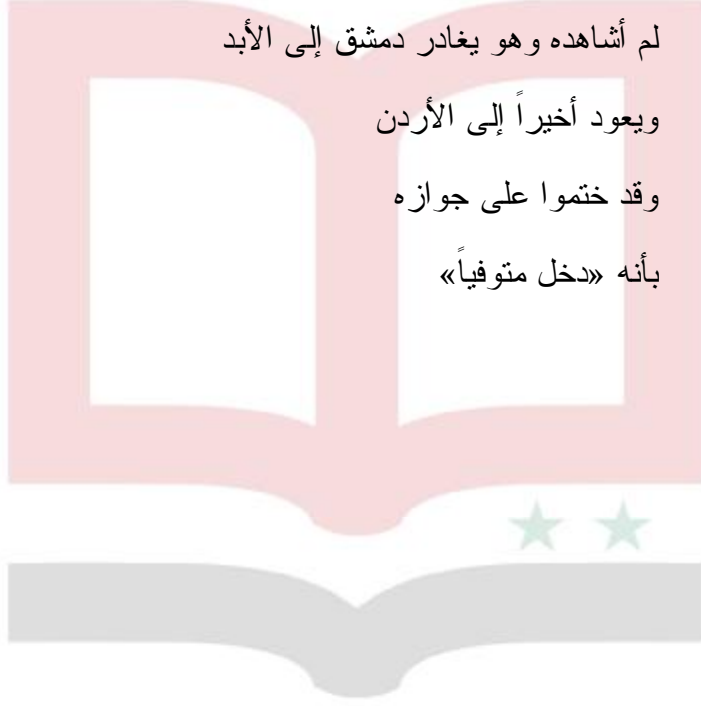 لم أشاهده وهو يغادر دمشق إلى الأبد
ويعود أخيراً إلى الأردن
وقد ختموا على جوازه
بأنه «دخل متوفياً»